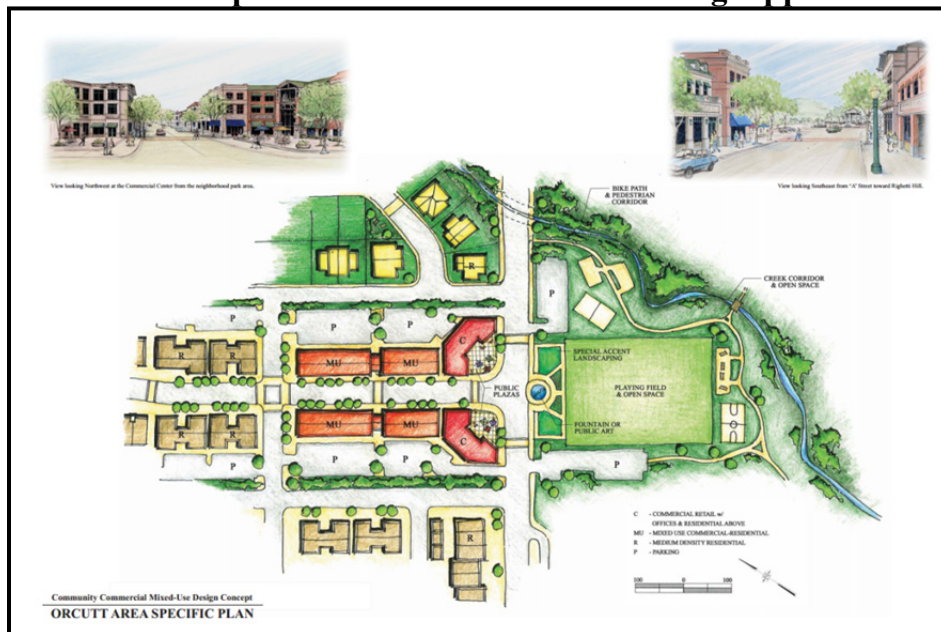 View looking Northwest at the Commercial Center from the neighborhood park area.
View looking Southeast from "A" Street toward Righetti Hill.
BIKE PATH
& PEDESTRIAN
CORRIDOR
CREEK CORRIDOR
& OPEN SPACE
R
P
P
P
P
C
R
R
MU
MU
SPECIAL ACCENT
LANDSCAPING
PUBLIC
PLAZAS
PLAYING FIELD
& OPEN SPACE
R
R
MU
MU
C
FOUNTAIN OR
PUBLIC ART
P
P
P
P
R
C - COMMERCIAL RETAIL w/
OFFICES & RESIDENTIAL ABOVE
MU - MIXED USE COMMERCIAL-RESIDENTIAL
R - MEDIUM DENSITY RESIDENTIAL
P - PARKING
100 0 100
Community Commercial Mixed-Use Design Concept
ORCUTT AREA SPECIFIC PLAN